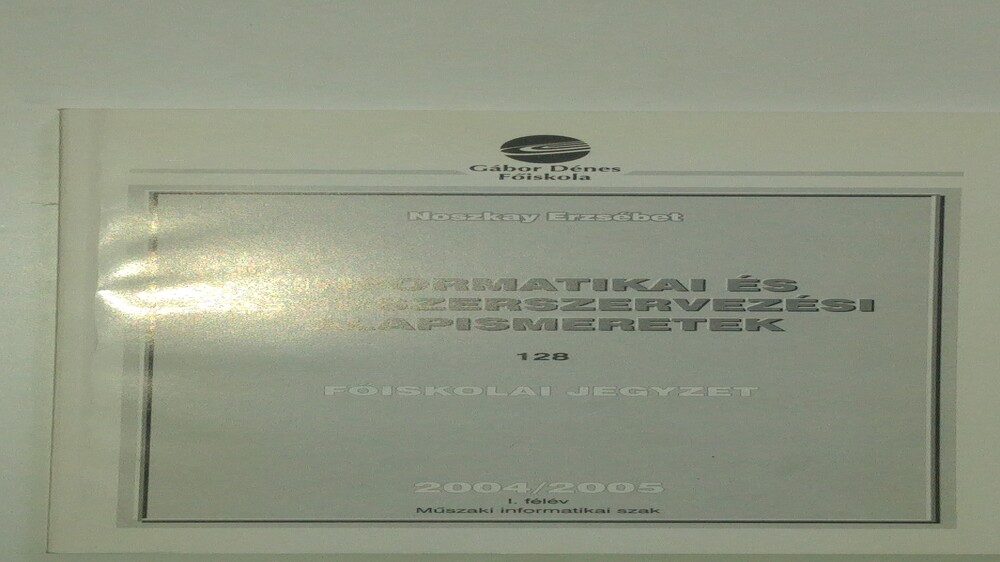 Gábor Dénes
Főiskola
Noszkay Erzsébet
ÉS
ALAPISMERETEK
128
FŐISKOLAI JEGYZET
2004/2005
I. félév
Műszaki informatikai szak